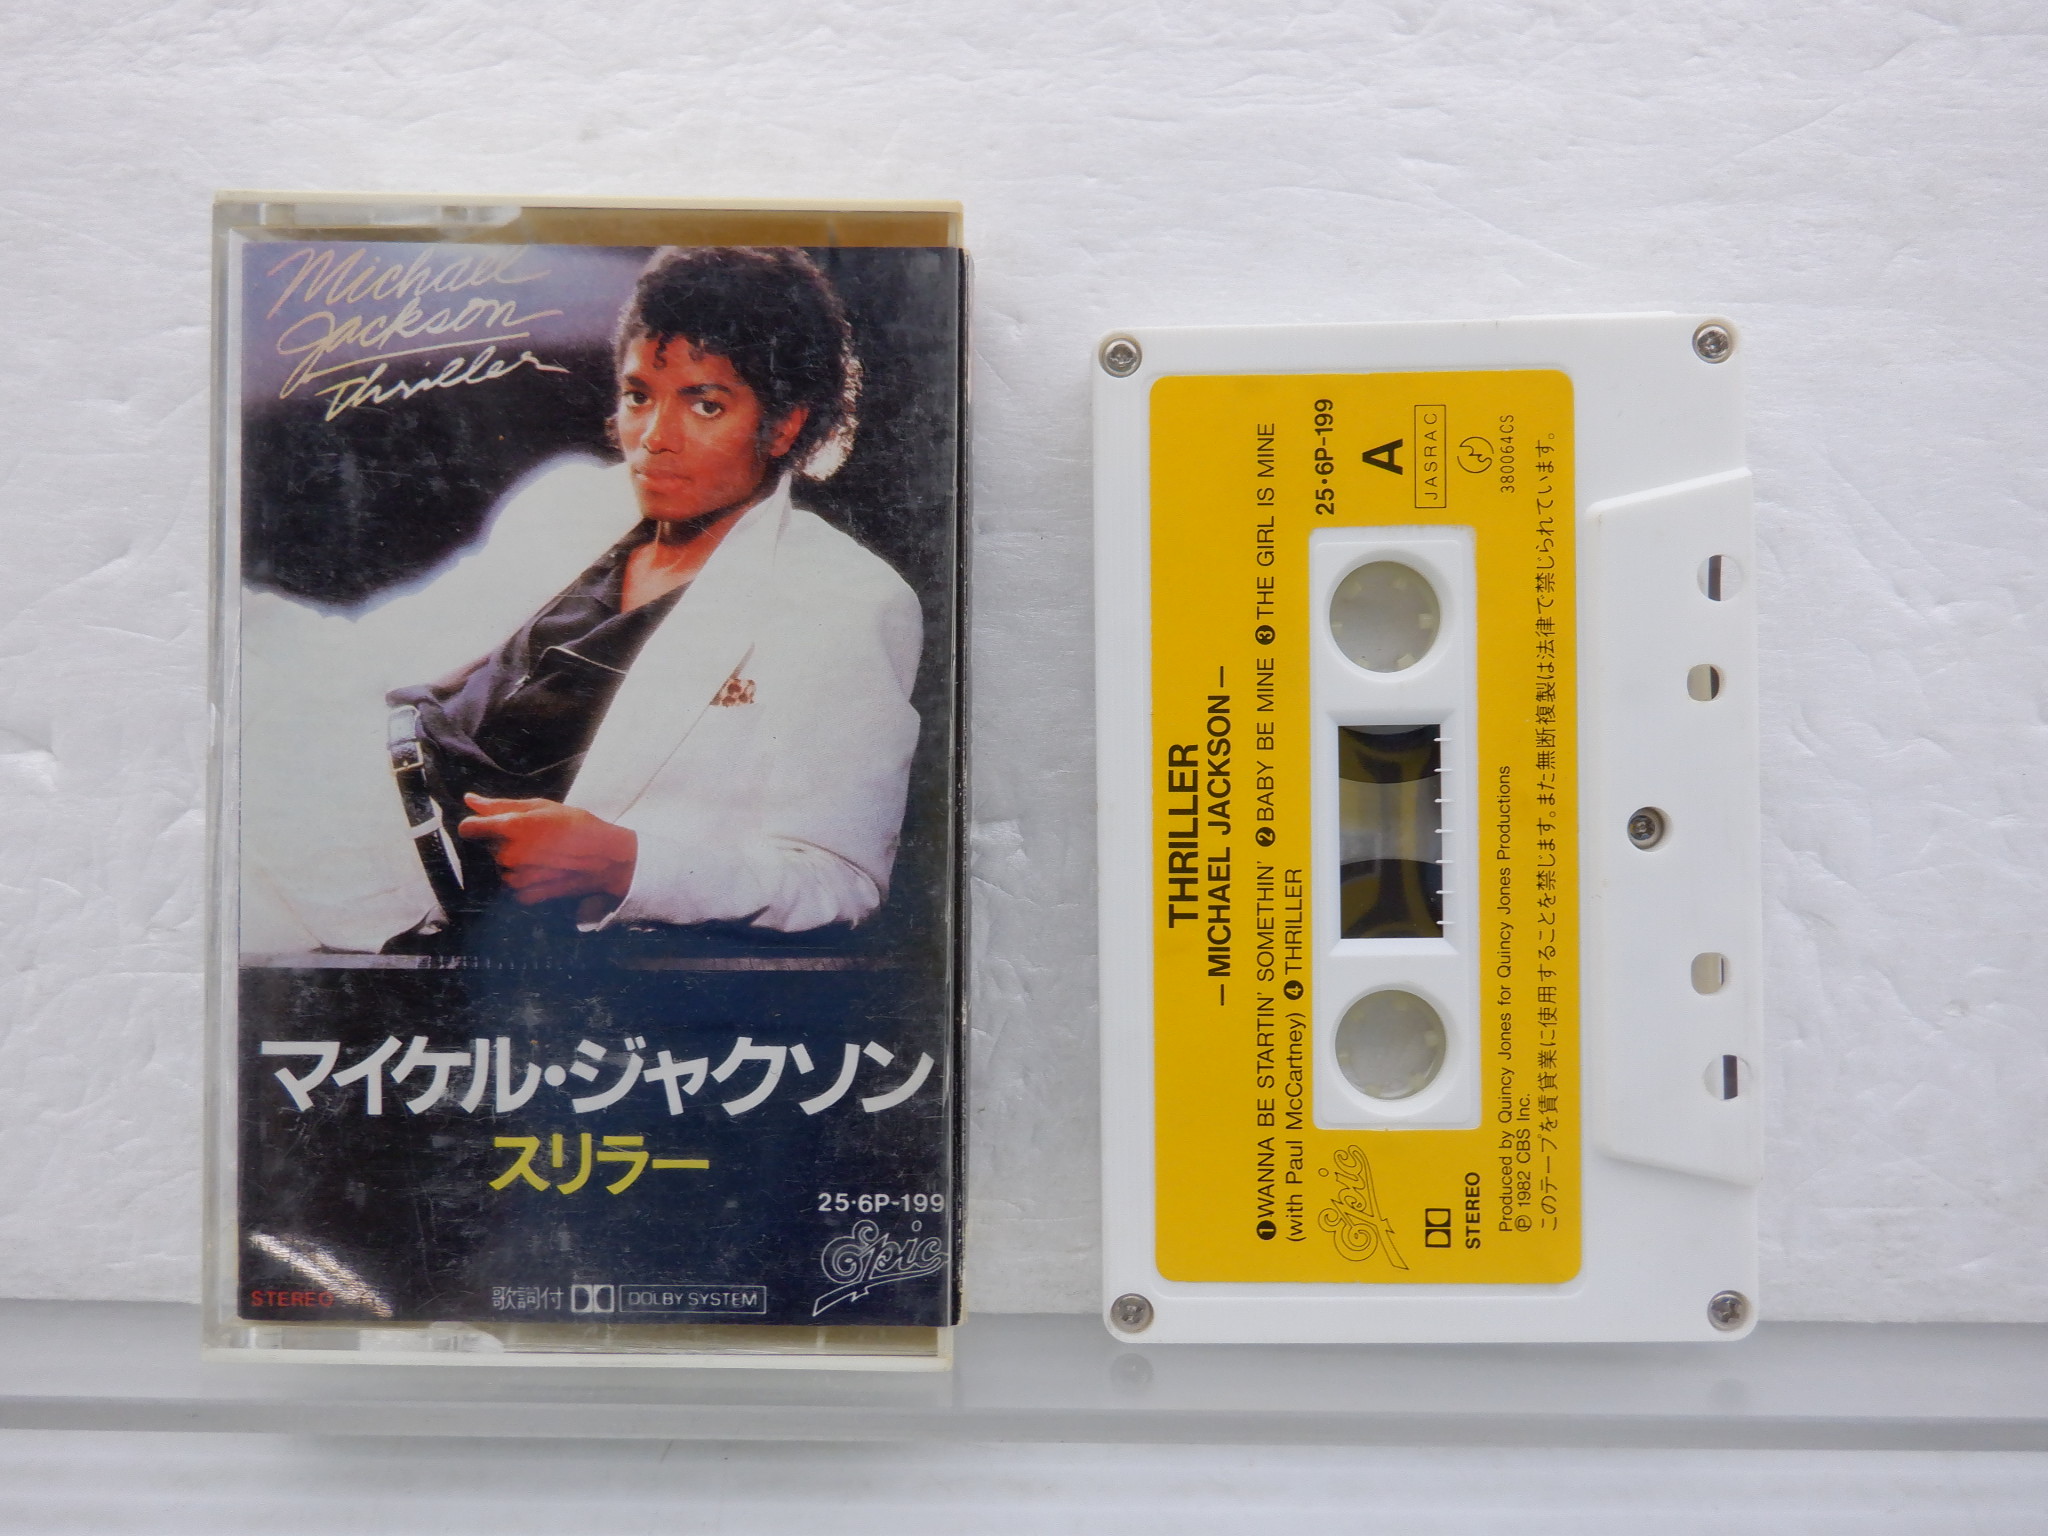 Michael
Jackson
Thriller
マイケル・ジャクソン
スリラー
25・6P-199
Epic
STEREO
歌詞付 DOLBY SYSTEM
THRILLER
—MICHAEL JACKSON—
❶WANNA BE STARTIN' SOMETHIN' ❷BABY BE MINE ❸THE GIRL IS MINE
(with Paul McCartney) ❹THRILLER
25・6P-199
A
JASRAC
380064CS
Epic
STEREO
Produced by Quincy Jones for Quincy Jones Productions
Ⓟ1982 CBS Inc.
このテープを賃貸業に使用することを禁じます。また無断複製は法律で禁じられています。